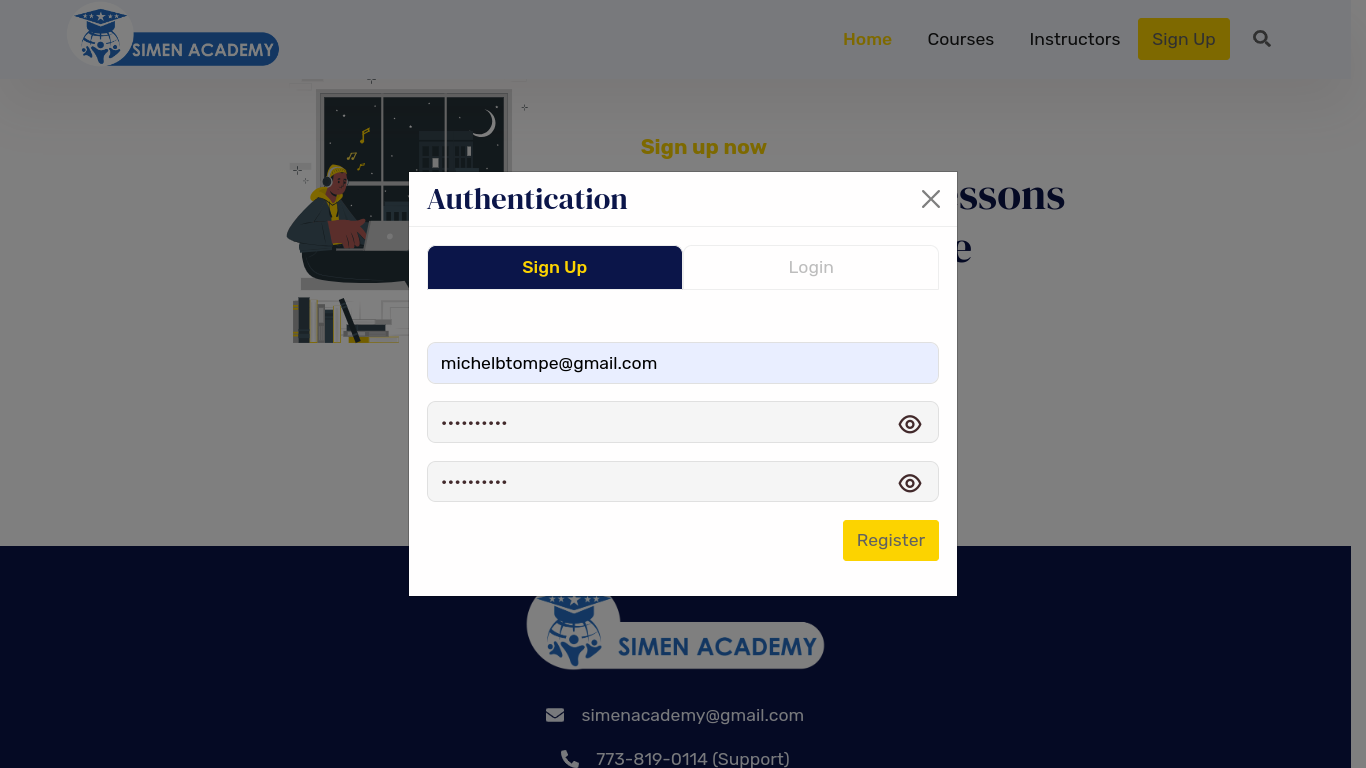 SIMEN ACADEMY
Home
Courses
Instructors
Sign Up
Sign up now
ssons
e
Authentication
Sign Up
Login
michelbtompe@gmail.com
••••••••••
••••••••••
Register
SIMEN ACADEMY
simenacademy@gmail.com
773-819-0114 (Support)